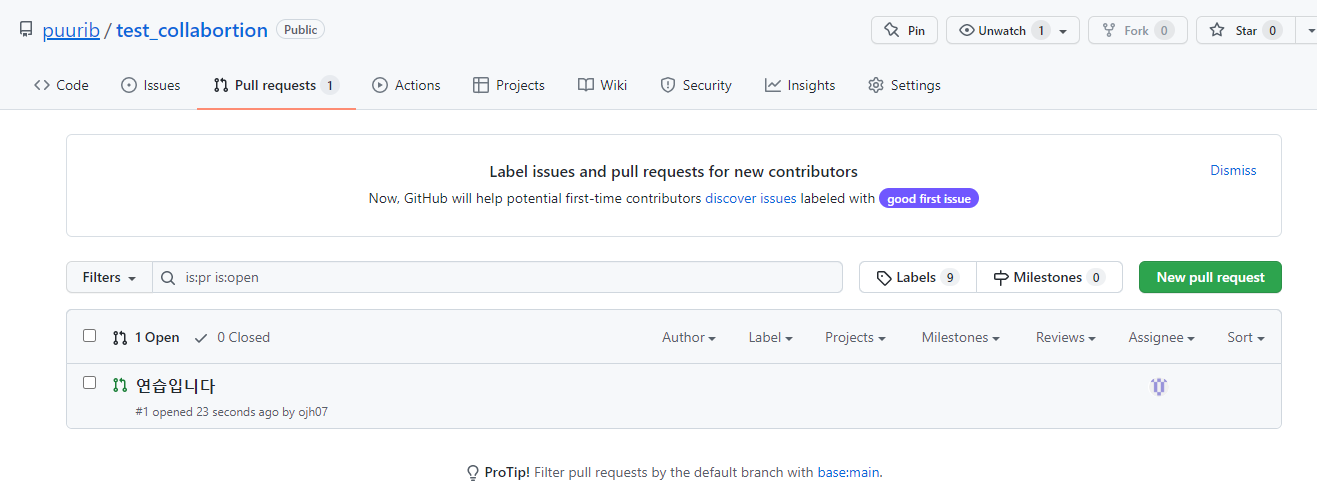 puurib / test_collabortion Public Pin Unwatch 1 Fork 0 Star 0
Code Issues Pull requests 1 Actions Projects Wiki Security Insights Settings
Label issues and pull requests for new contributors Dismiss
Now, GitHub will help potential first-time contributors discover issues labeled with good first issue
Filters is:pr is:open Labels 9 Milestones 0 New pull request
1 Open 0 Closed Author Label Projects Milestones Reviews Assignee Sort
연습입니다
#1 opened 23 seconds ago by ojh07
ProTip! Filter pull requests by the default branch with base:main.